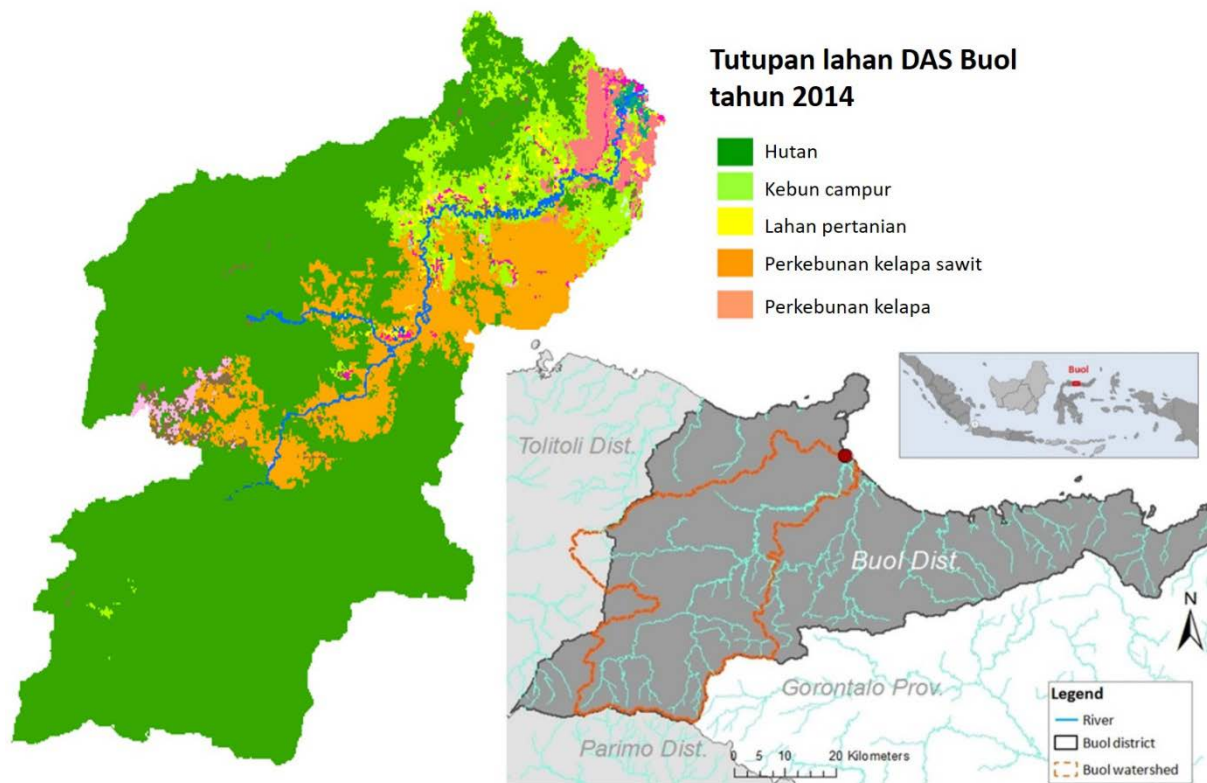 Tutupan lahan DAS Buol
tahun 2014
Hutan
Kebun campur
Lahan pertanian
Perkebunan kelapa sawit
Perkebunan kelapa
Buol
Tolitoli Dist.
Buol Dist.
Gorontalo Prov.
Parimo Dist.
0 5 10 20 Kilometers
N
Legend
River
Buol district
Buol watershed